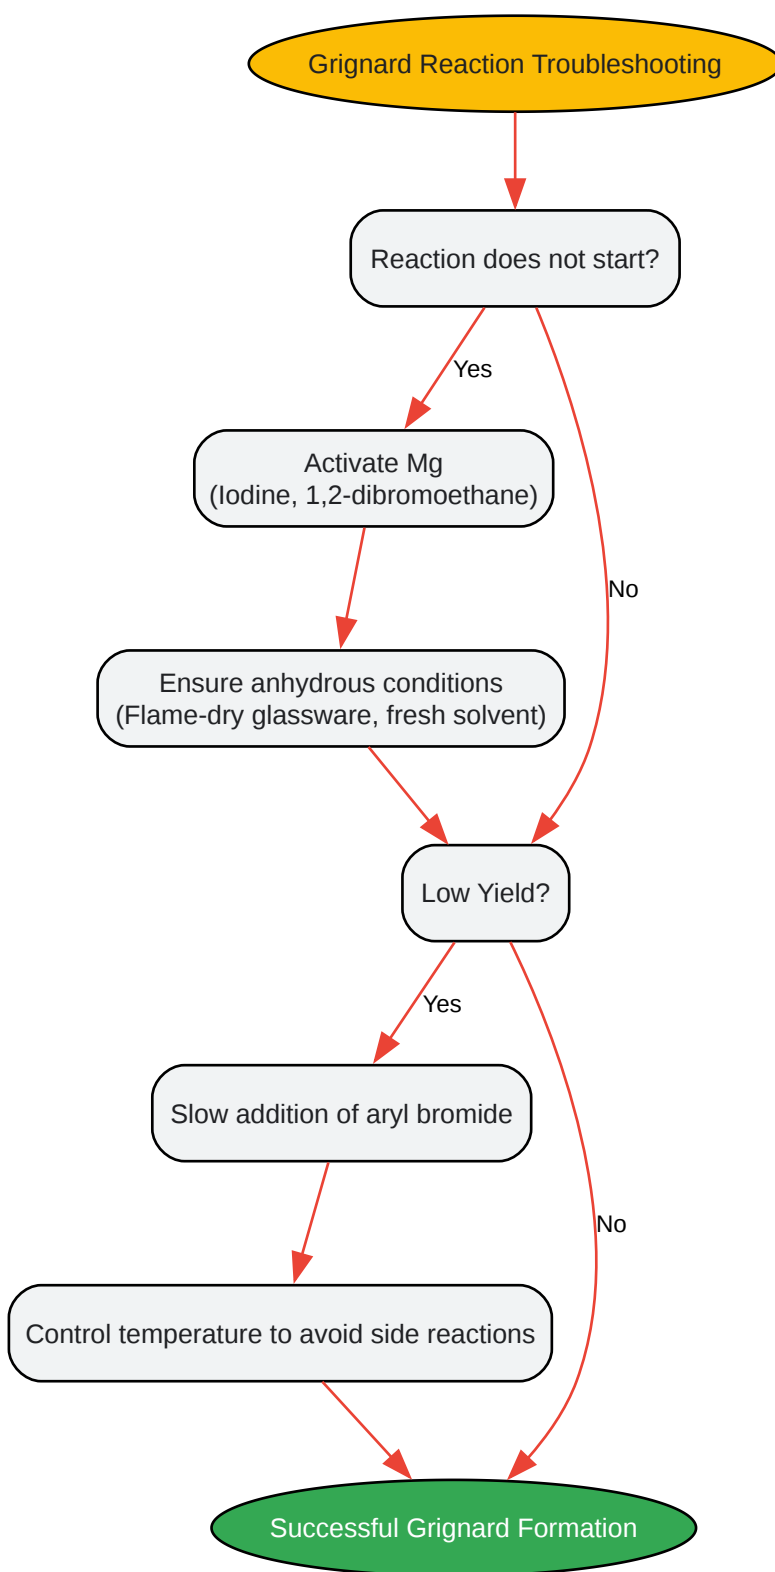 Grignard Reaction Troubleshooting
Reaction does not start?
Yes
Activate Mg
(Iodine, 1,2-dibromoethane)
No
Ensure anhydrous conditions
(Flame-dry glassware, fresh solvent)
Low Yield?
Yes
Slow addition of aryl bromide
No
Control temperature to avoid side reactions
Successful Grignard Formation